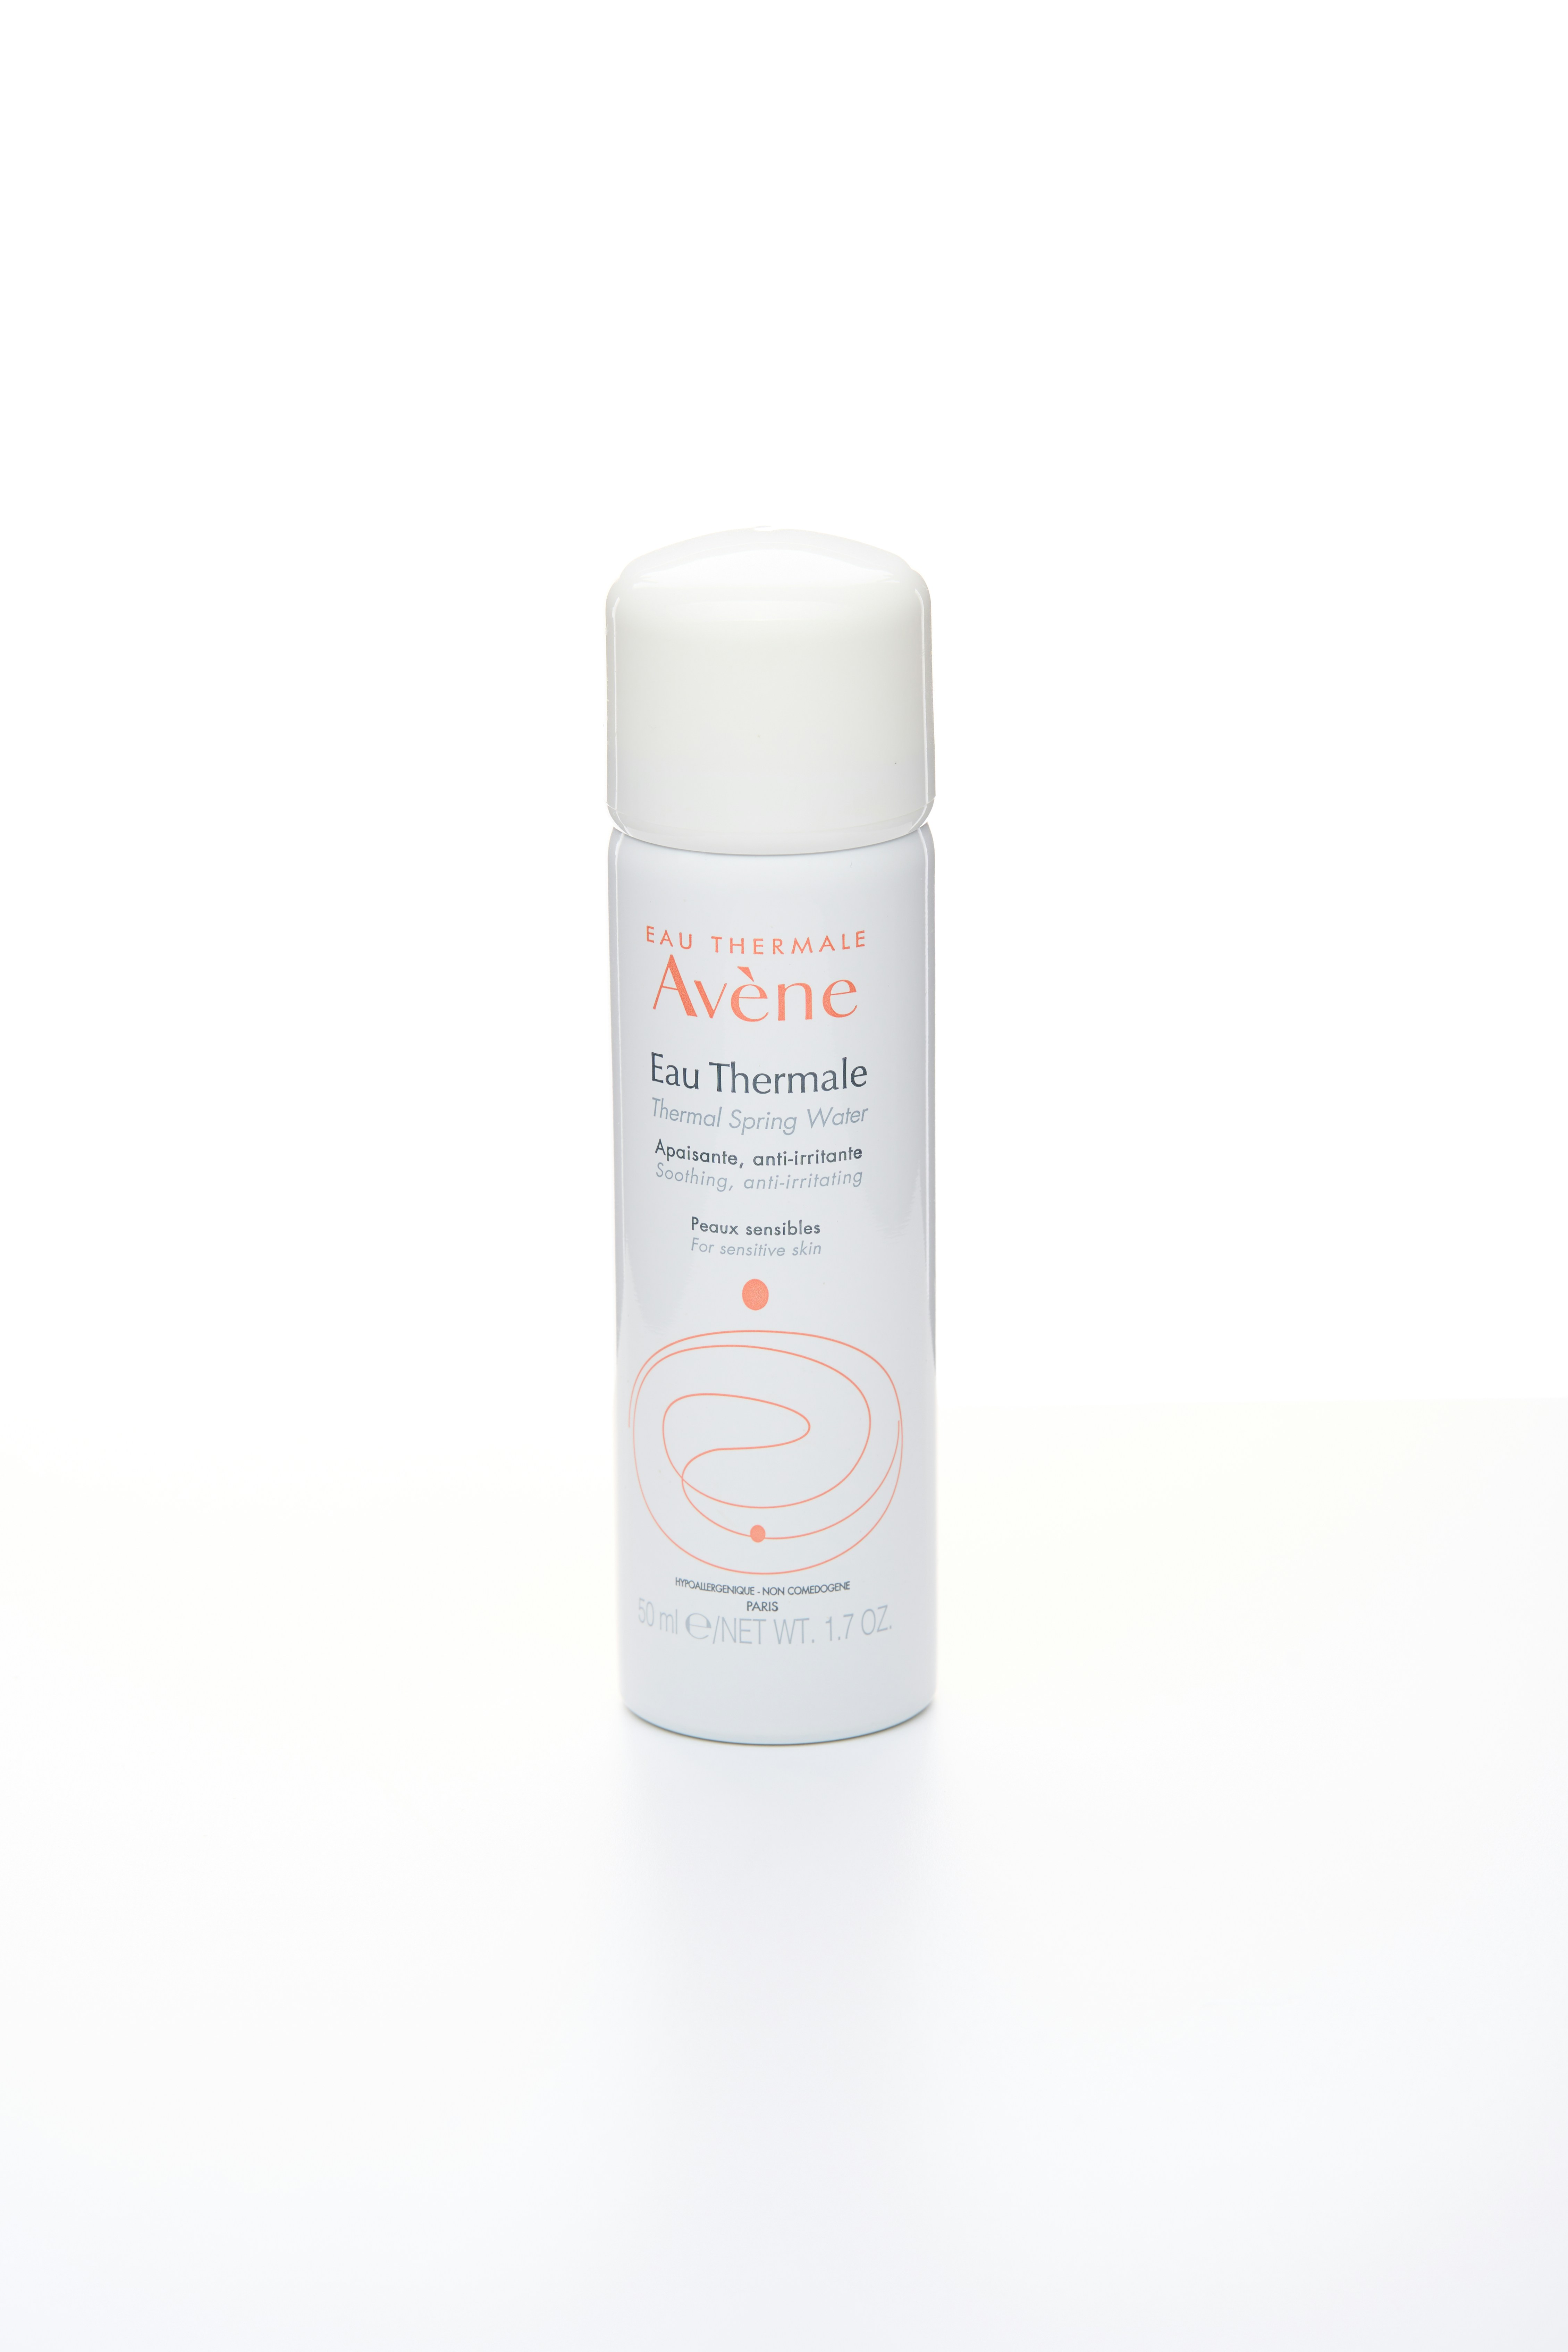 EAU THERMALE
Avène
Eau Thermale
Thermal Spring Water
Apaisante, anti-irritante
Soothing, anti-irritating
Peaux sensibles
For sensitive skin
HYPOALLERGENIQUE - NON COMEDOGENE
PARIS
50 ml ℮/NET WT. 1.7 OZ.